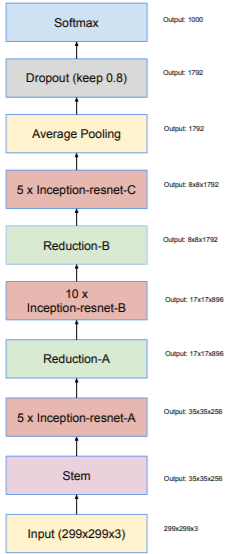 Softmax
Output: 1000
Dropout (keep 0.8)
Output: 1792
Average Pooling
Output: 1792
5 x Inception-resnet-C
Output: 8x8x1792
Reduction-B
Output: 8x8x1792
10 x
Inception-resnet-B
Output: 17x17x896
Reduction-A
Output: 17x17x896
5 x Inception-resnet-A
Output: 35x35x256
Stem
Output: 35x35x256
Input (299x299x3)
299x299x3